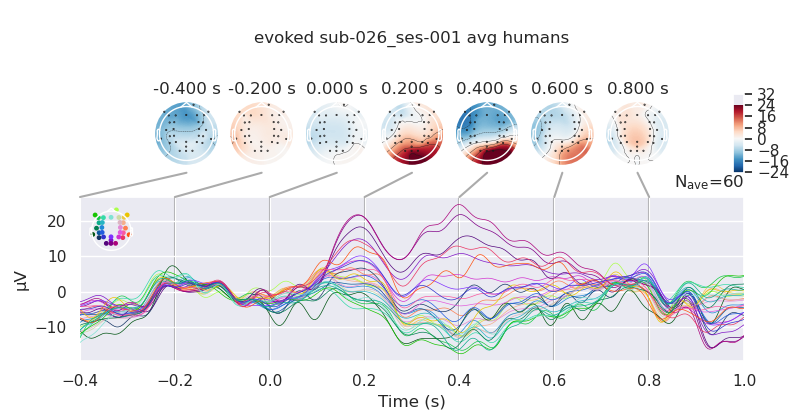 evoked sub-026_ses-001 avg humans
-0.400 s -0.200 s 0.000 s 0.200 s 0.400 s 0.600 s 0.800 s
32
24
16
8
0
−8
−16
−24
Nave=60
20
10
0
−10
µV
−0.4 −0.2 0.0 0.2 0.4 0.6 0.8 1.0
Time (s)